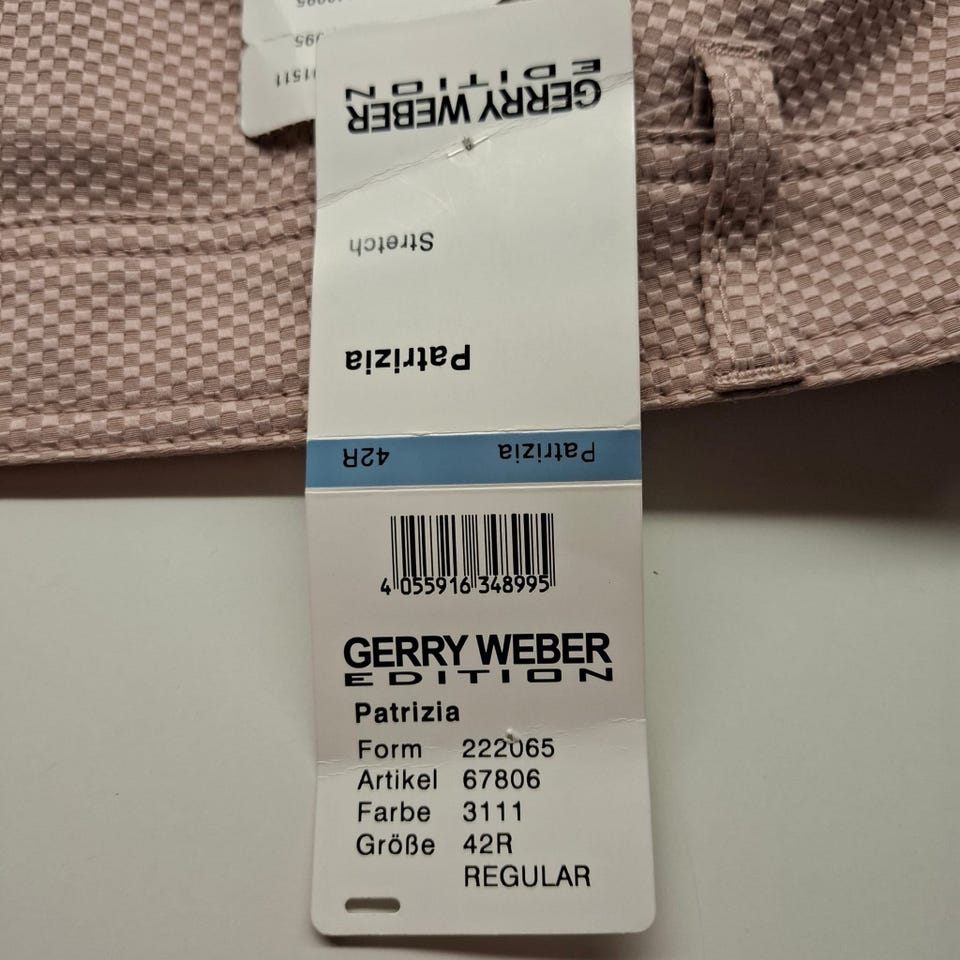 GERRY WEBER
EDITION
Stretch
Patrizia
Patrizia 42R
4 055916 348995
GERRY WEBER
EDITION
Patrizia
Form 222065
Artikel 67806
Farbe 3111
Größe 42R
REGULAR